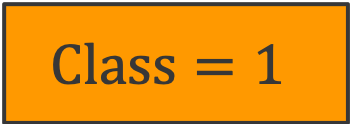 Class = 1